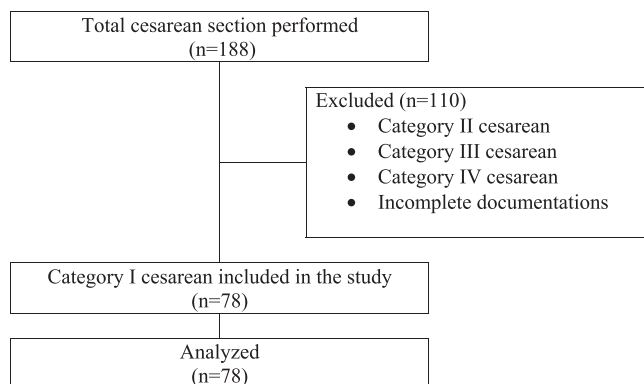 Total cesarean section performed
(n=188)
Excluded (n=110)
• Category II cesarean
• Category III cesarean
• Category IV cesarean
• Incomplete documentations
Category I cesarean included in the study
(n=78)
Analyzed
(n=78)